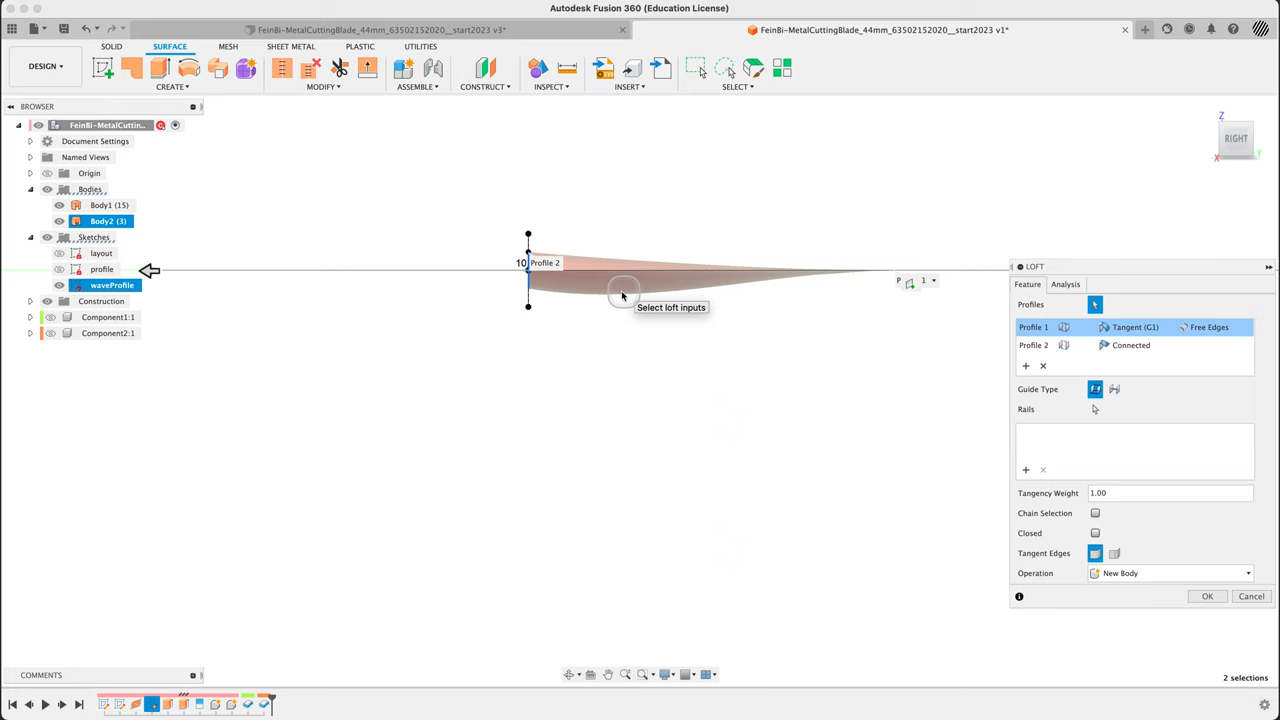 Autodesk Fusion 360 (Education License)
FeinBi-MetalCuttingBlade_44mm_63502152020__start2023 v3*
FeinBi-MetalCuttingBlade_44mm_63502152020__start2023 v1*
SOLID SURFACE MESH SHEET METAL PLASTIC UTILITIES
DESIGN
CREATE MODIFY ASSEMBLE CONSTRUCT INSPECT INSERT SELECT
BROWSER
FeinBi-MetalCuttin...
Document Settings
Named Views
Origin
Bodies
Body1 (15)
Body2 (3)
Sketches
layout
profile
waveProfile
Construction
Component1:1
Component2:1
Z
RIGHT
X
Y
10
Profile 2
Select loft inputs
P 1
LOFT
Feature Analysis
Profiles
Profile 1 Tangent (G1) Free Edges
Profile 2 Connected
Guide Type
Rails
Tangency Weight 1.00
Chain Selection
Closed
Tangent Edges
Operation New Body
OK Cancel
COMMENTS
2 selections